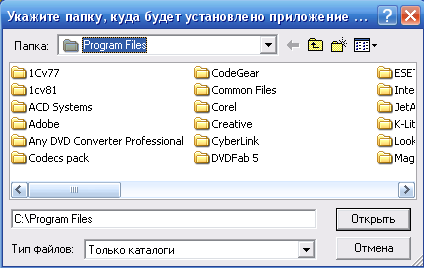 Укажите папку, куда будет установлено приложение ...
Папка: Program Files
1Cv77 CodeGear ESET
1cv81 Common Files Inte
ACD Systems Corel JetA
Adobe Creative K-Lit
Any DVD Converter Professional CyberLink Look
Codecs pack DVDFab 5 Mag
C:\Program Files Открыть
Тип файлов: Только каталоги Отмена